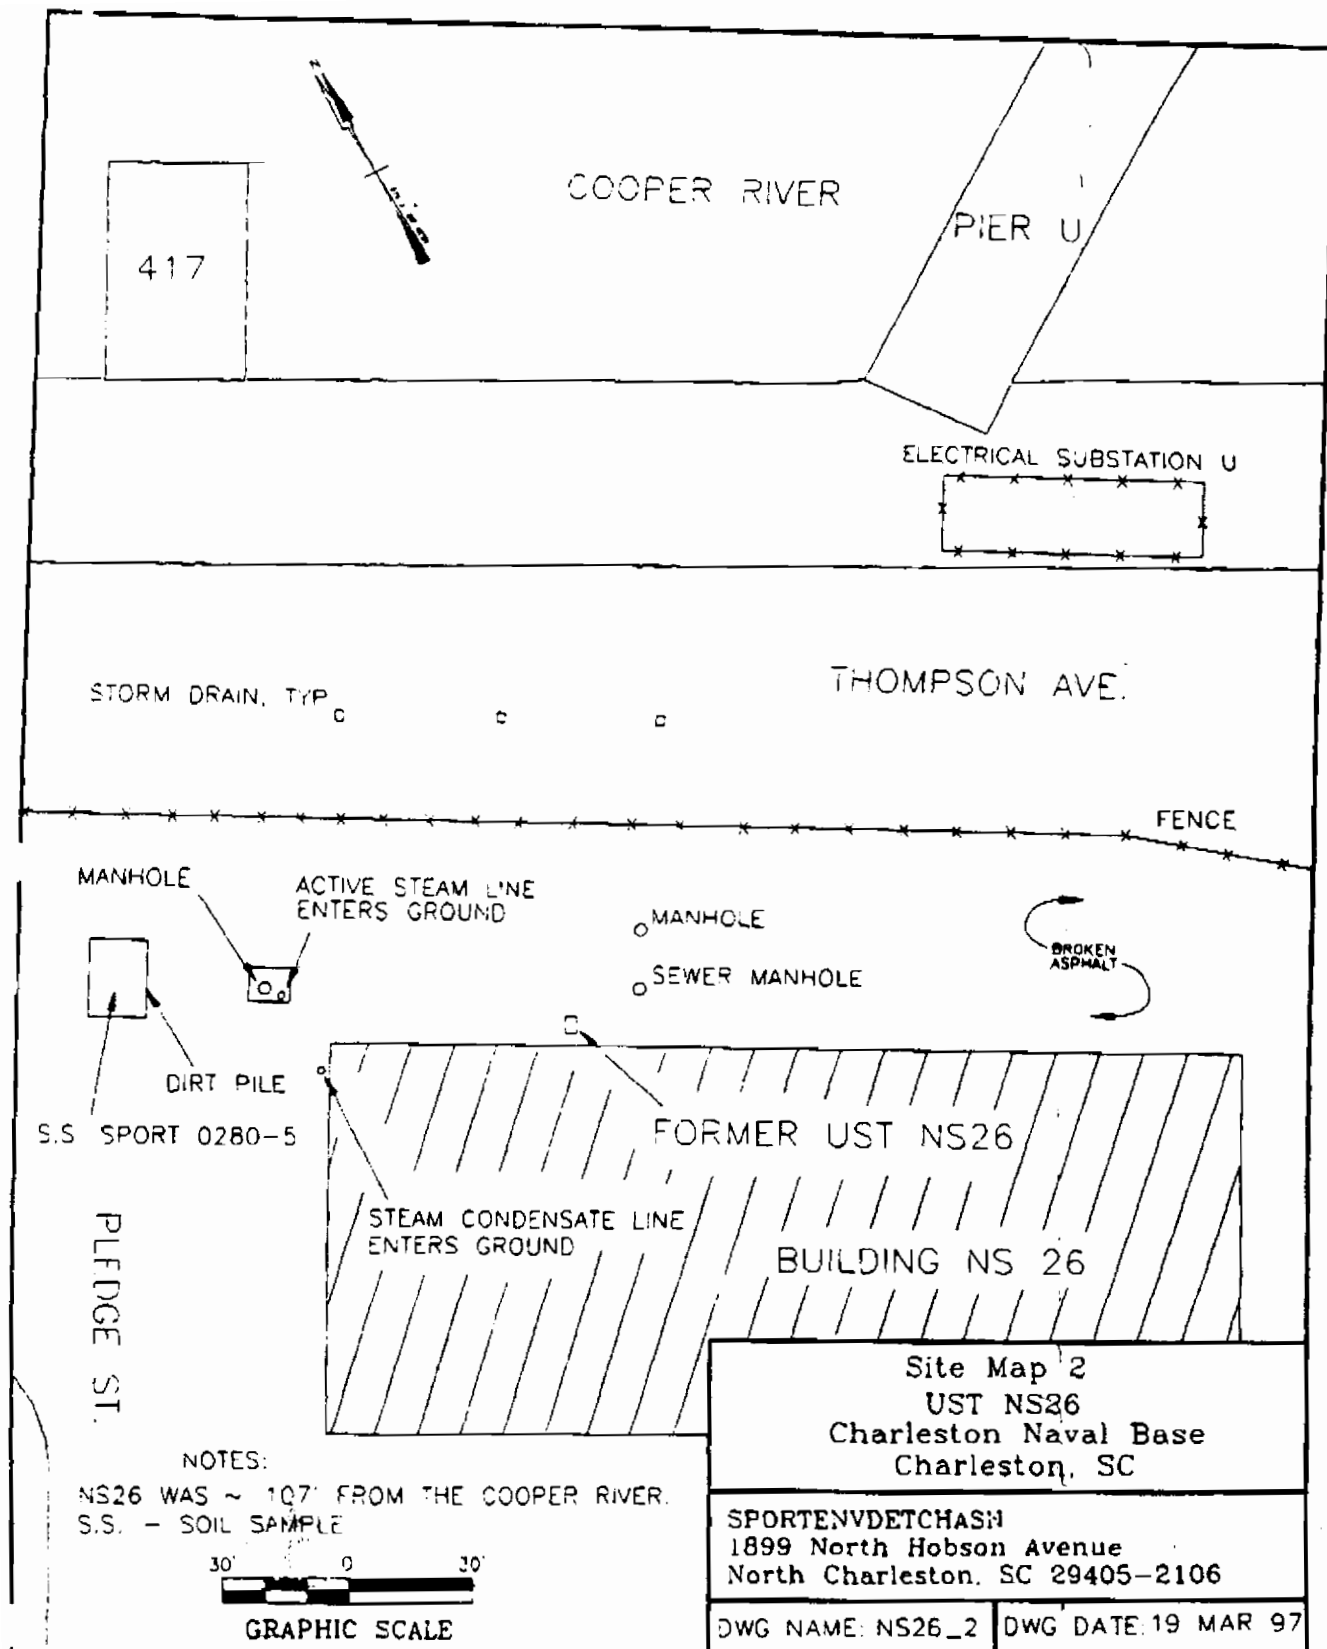 N
COOPER RIVER
PIER U
417
ELECTRICAL SUBSTATION U
THOMPSON AVE.
STORM DRAIN, TYP
FENCE
MANHOLE
ACTIVE STEAM LINE
ENTERS GROUND
MANHOLE
SEWER MANHOLE
BROKEN
ASPHALT
DIRT PILE
S.S SPORT 0280-5
FORMER UST NS26
STEAM CONDENSATE LINE
ENTERS GROUND
BUILDING NS 26
PLEDGE ST.
NOTES:
NS26 WAS ~ 107' FROM THE COOPER RIVER.
S.S. - SOIL SAMPLE
30' 0 30'
GRAPHIC SCALE
Site Map 2
UST NS26
Charleston Naval Base
Charleston, SC
SPORTENVDETCHASN
1899 North Hobson Avenue
North Charleston, SC 29405-2106
DWG NAME: NS26_2
DWG DATE: 19 MAR 97